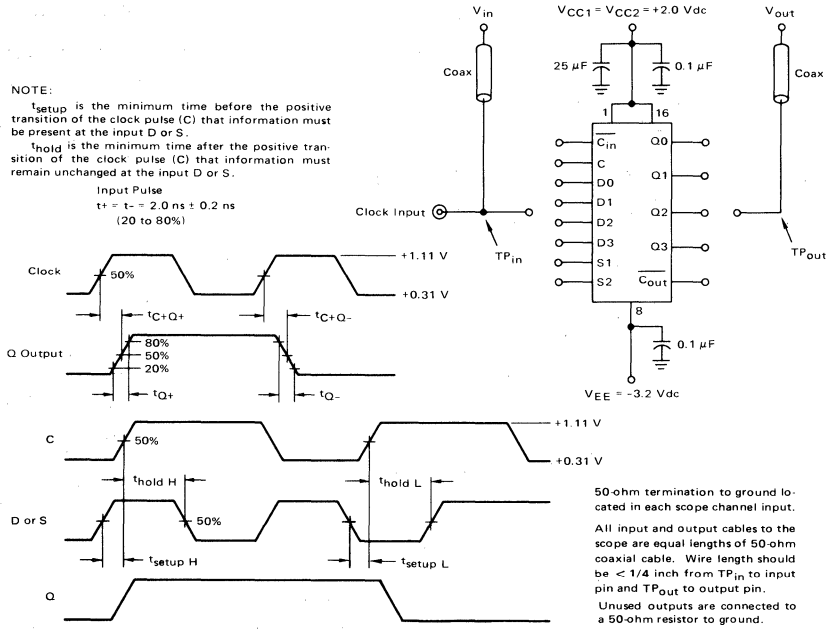 NOTE:
tsetup is the minimum time before the positive
transition of the clock pulse (C) that information must
be present at the input D or S.
thold is the minimum time after the positive tran-
sition of the clock pulse (C) that information must
remain unchanged at the input D or S.
Input Pulse
t+ = t- = 2.0 ns ± 0.2 ns
(20 to 80%)
Clock
50%
+1.11 V
+0.31 V
tC+Q+
tC+Q-
Q Output
80%
50%
20%
tQ+
tQ-
C
50%
+1.11 V
+0.31 V
thold H
thold L
D or S
50%
tsetup H
tsetup L
Q
Vin
Coax
Clock Input
TPin
VCC1 = VCC2 = +2.0 Vdc
25 μF
0.1 μF
1
16
Cin
C
D0
D1
D2
D3
S1
S2
Q0
Q1
Q2
Q3
Cout
8
0.1 μF
VEE = -3.2 Vdc
Vout
Coax
TPout
50-ohm termination to ground lo-
cated in each scope channel input.
All input and output cables to the
scope are equal lengths of 50-ohm
coaxial cable. Wire length should
be < 1/4 inch from TPin to input
pin and TPout to output pin.
Unused outputs are connected to
a 50-ohm resistor to ground.